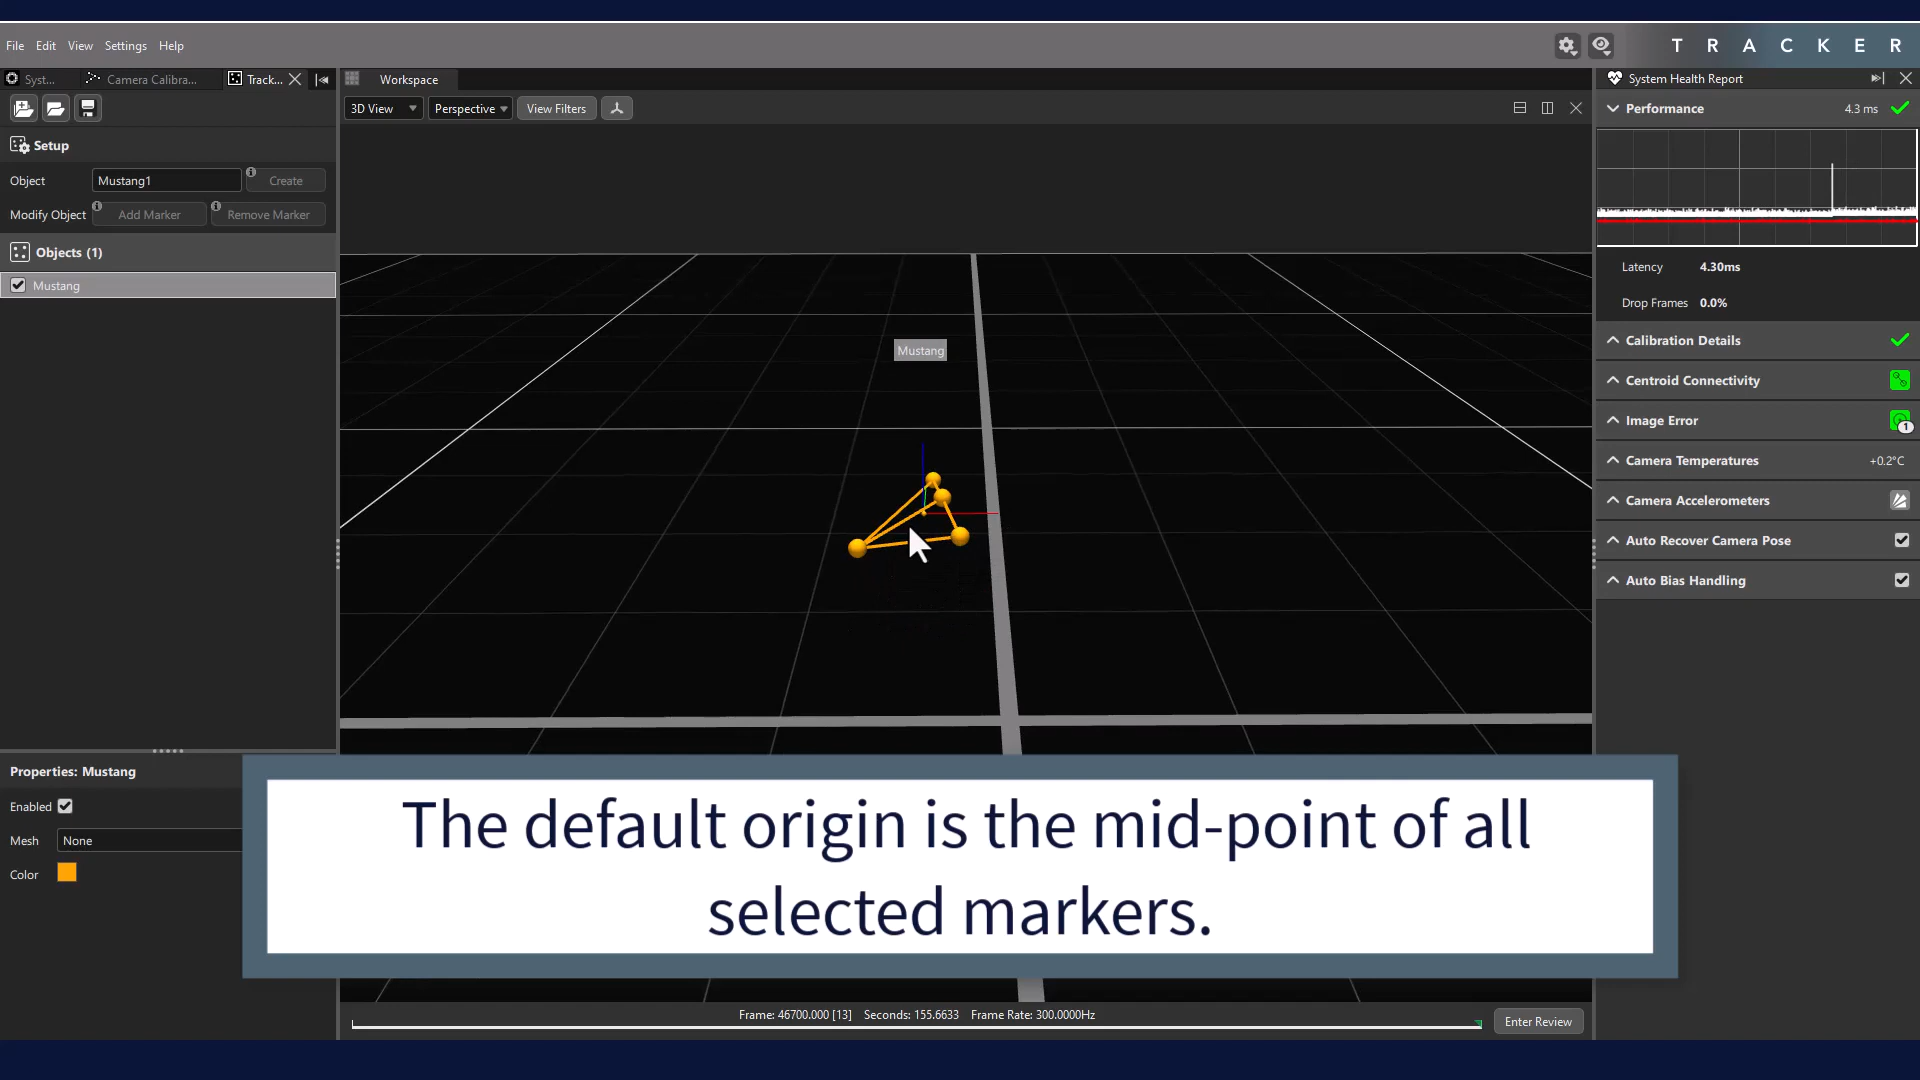 File Edit View Settings Help
T R A C K E R
Syst...
Camera Calibra...
Track...
Workspace
System Health Report
3D View
Perspective
View Filters
Performance 4.3 ms
Setup
Object Mustang1 Create
Modify Object Add Marker Remove Marker
Objects (1)
Mustang
Mustang
Latency 4.30ms
Drop Frames 0.0%
Calibration Details
Centroid Connectivity
Image Error 1
Camera Temperatures +0.2°C
Camera Accelerometers
Auto Recover Camera Pose
Auto Bias Handling
Properties: Mustang
Enabled
Mesh None
Color
The default origin is the mid-point of all
selected markers.
Frame: 46700.000 [13] Seconds: 155.6633 Frame Rate: 300.0000Hz
Enter Review